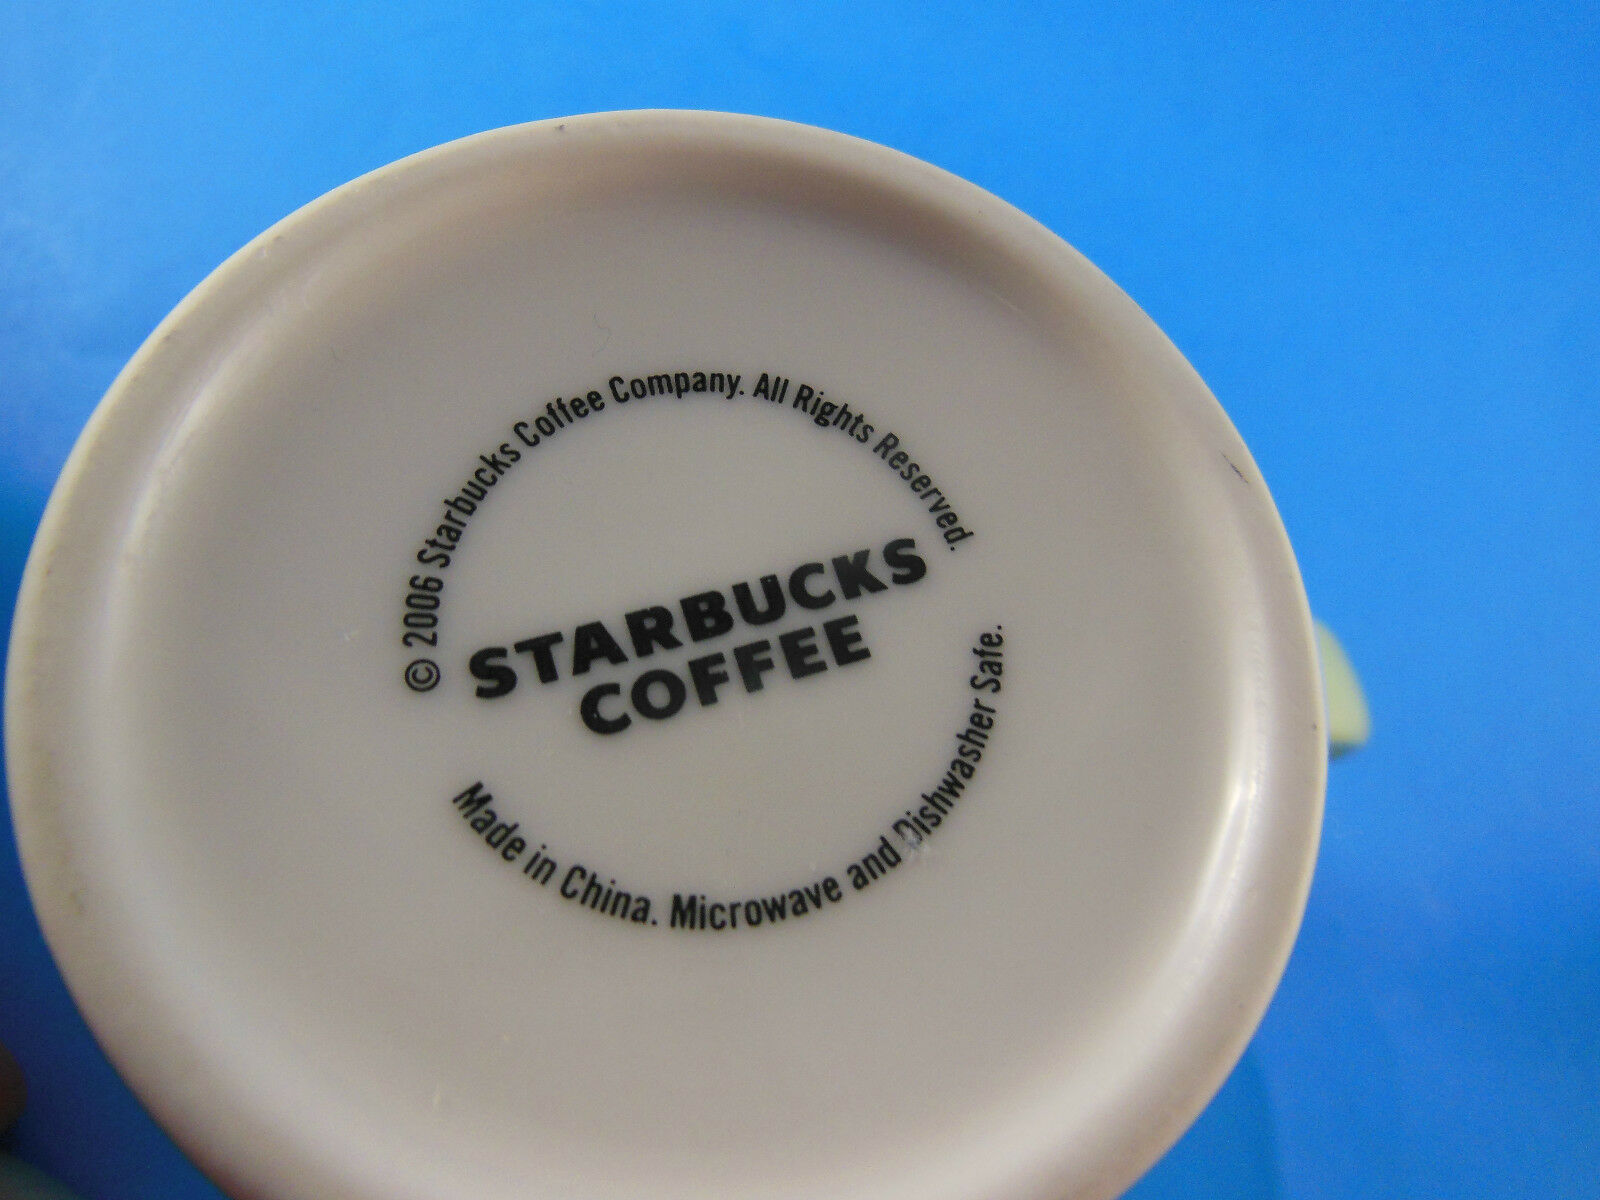 © 2006 Starbucks Coffee Company. All Rights Reserved.
STARBUCKS
COFFEE
Made in China. Microwave and Dishwasher Safe.